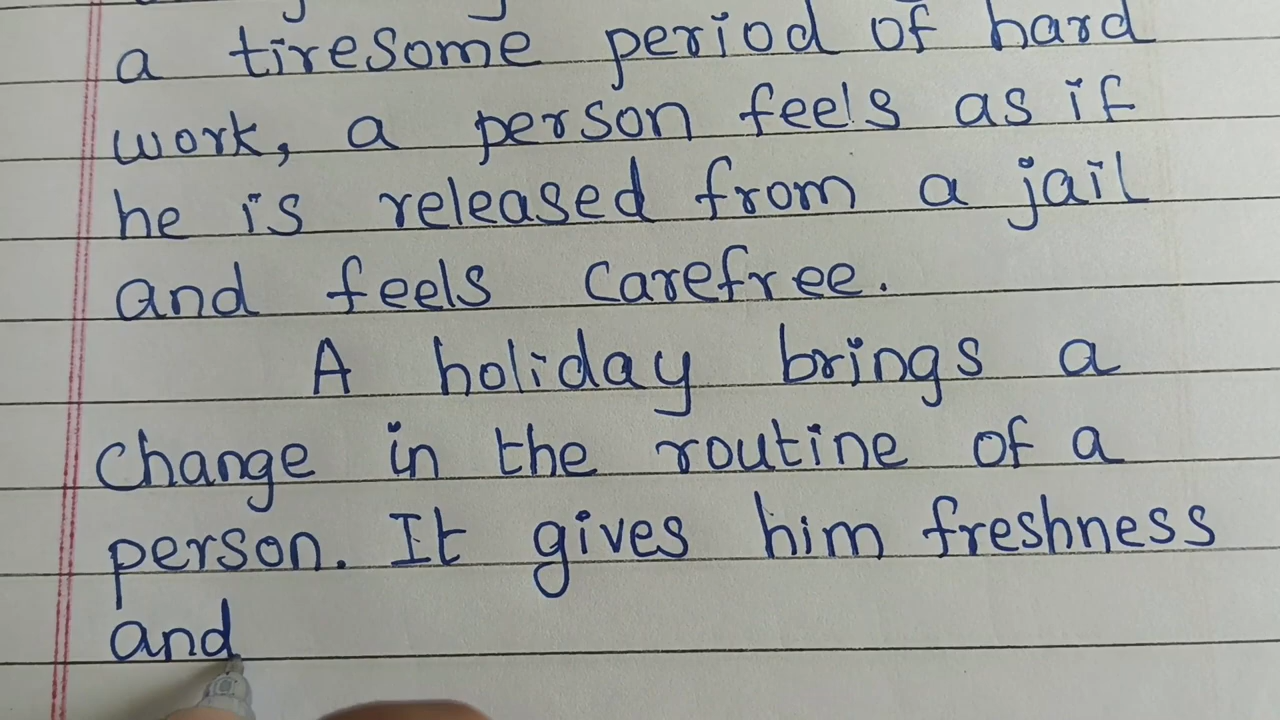 a tiresome period of hard
work, a person feels as if
he is released from a jail
and feels carefree.
A holiday brings a
change in the routine of a
person. It gives him freshness
and